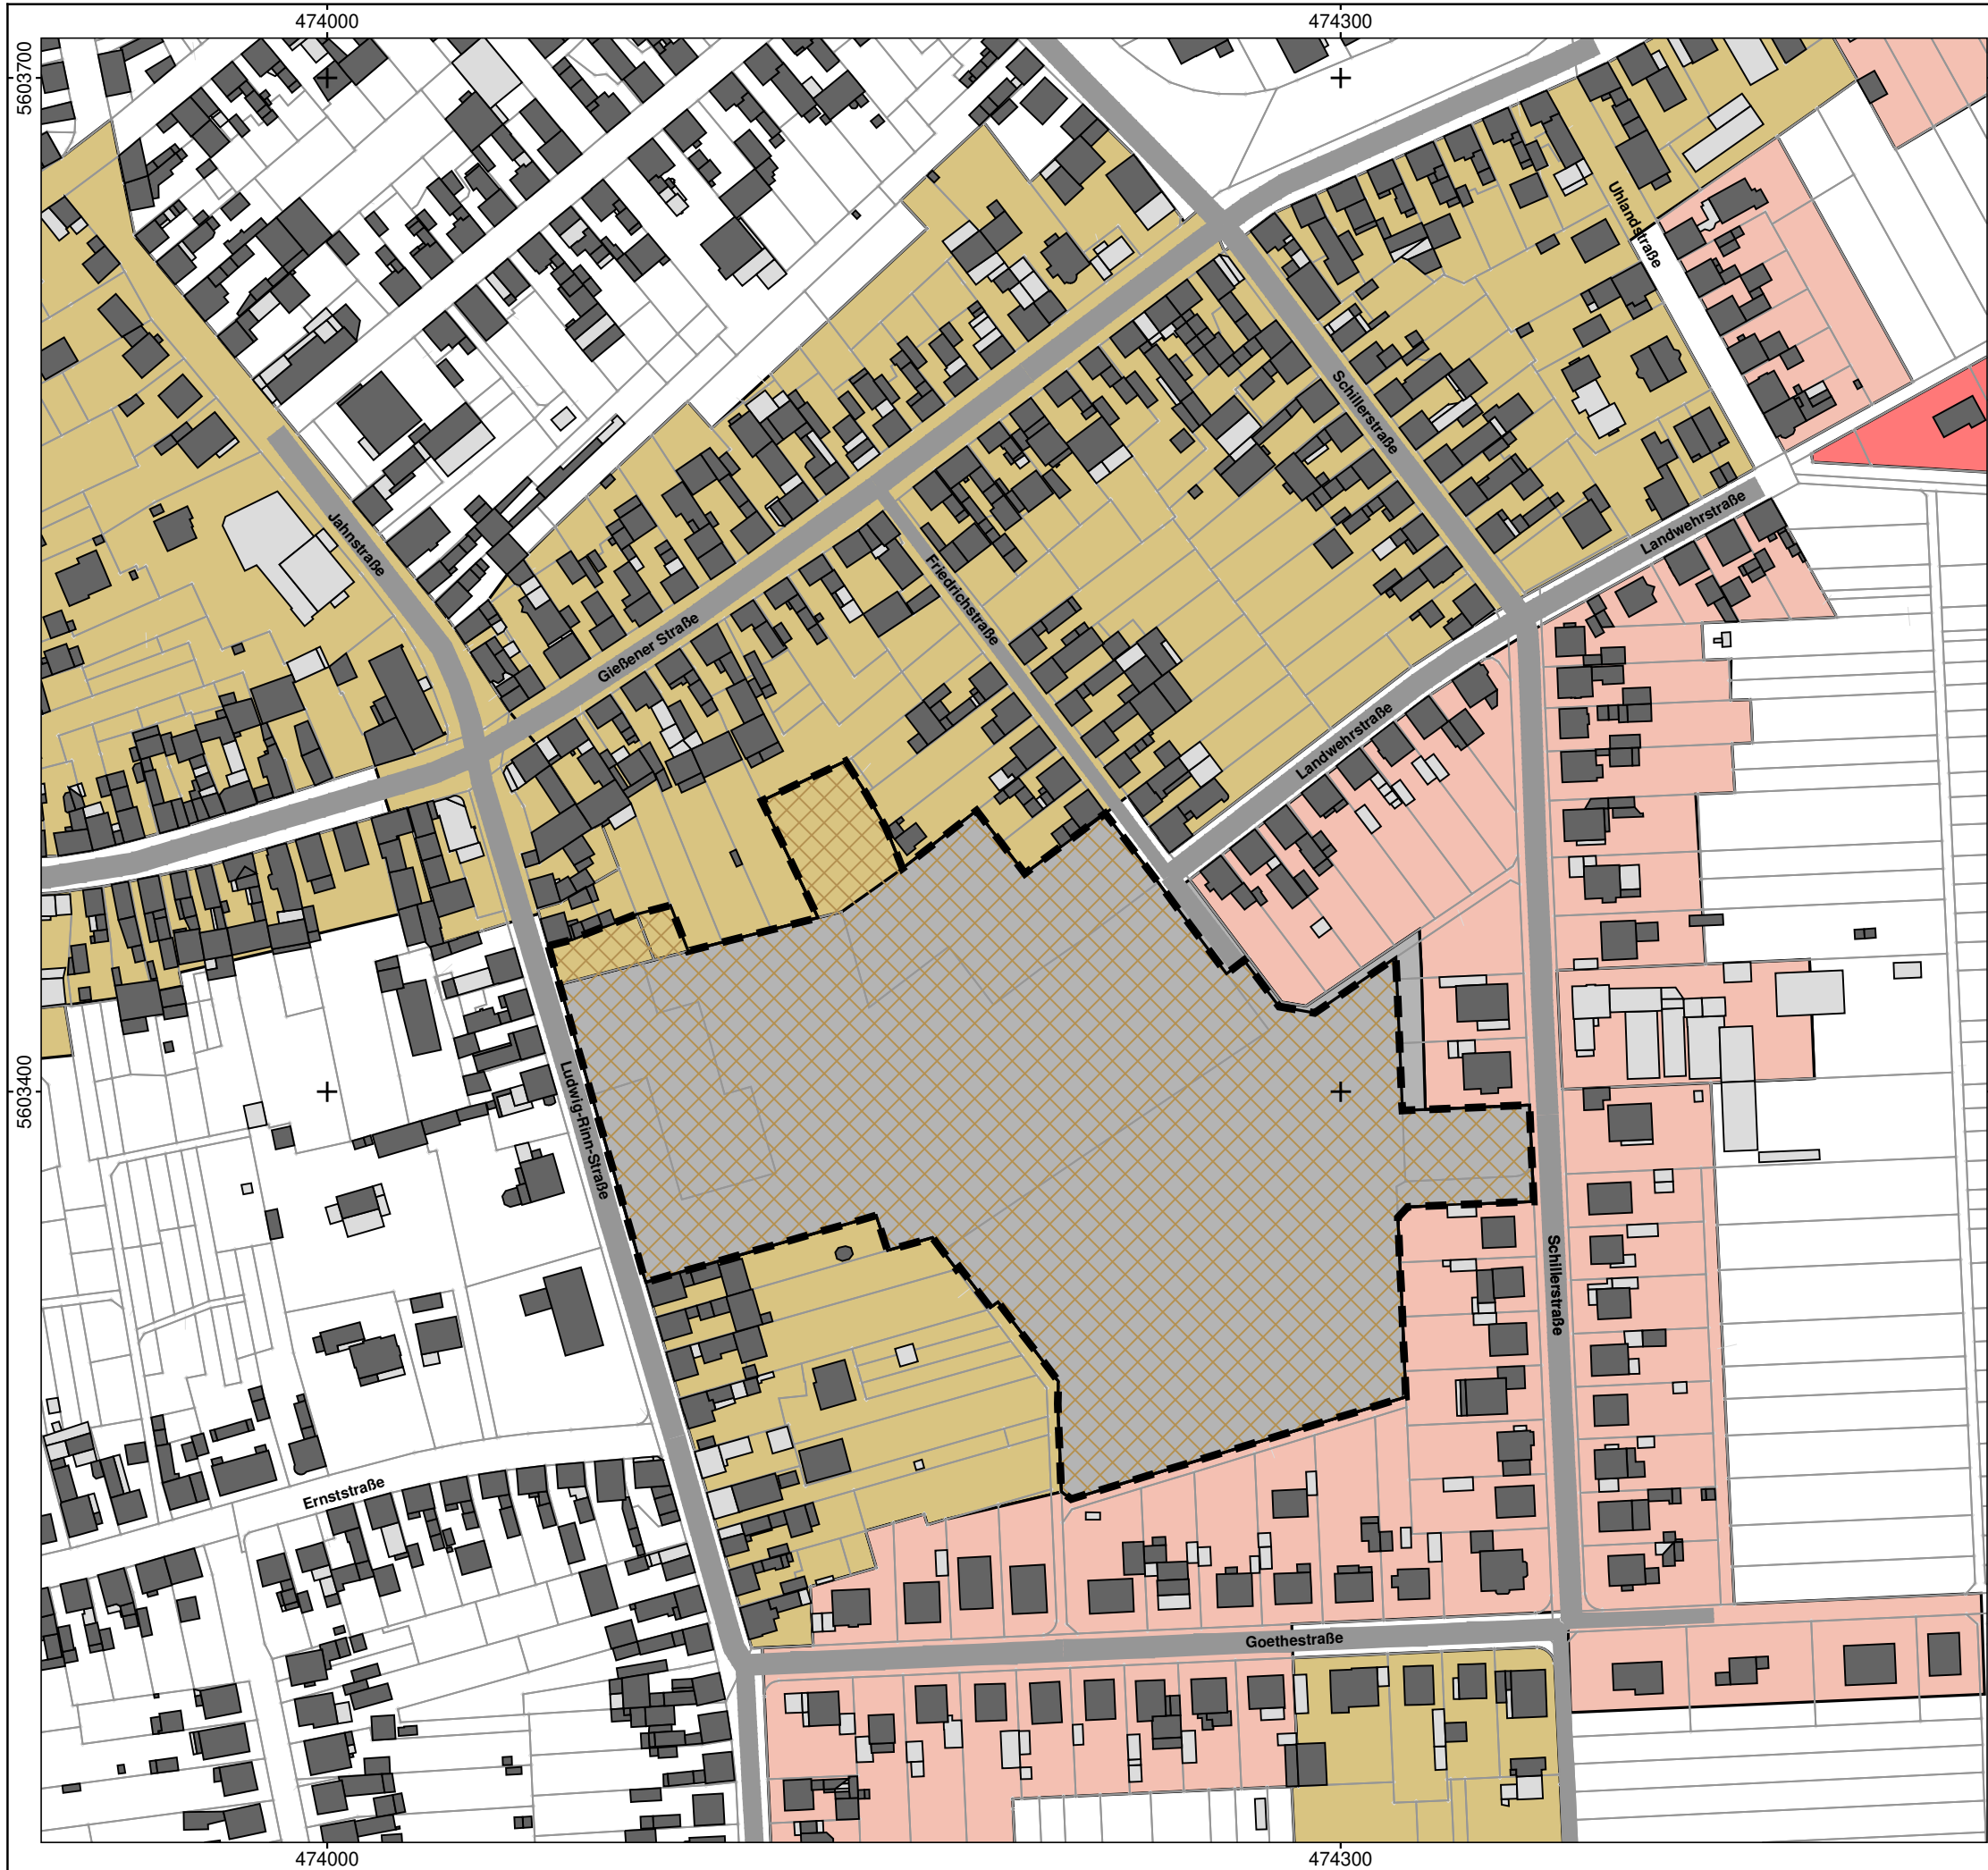 474000
474300
5603700
Uhlandstraße
Schillerstraße
Jahnstraße
Landwehrstraße
Friedrichstraße
Gießener Straße
Landwehrstraße
5603400
Ludwig-Rinn-Straße
Schillerstraße
Ernststraße
Goethestraße
474000
474300